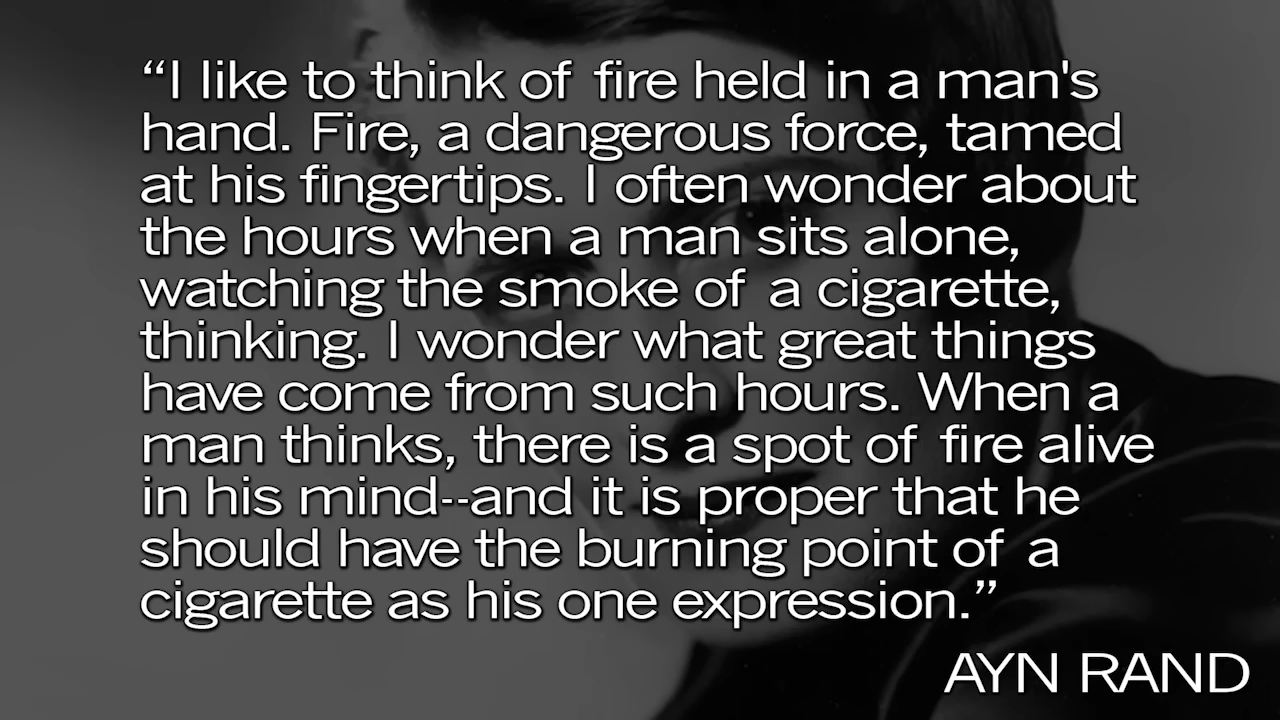 “I like to think of fire held in a man's
hand. Fire, a dangerous force, tamed
at his fingertips. I often wonder about
the hours when a man sits alone,
watching the smoke of a cigarette,
thinking. I wonder what great things
have come from such hours. When a
man thinks, there is a spot of fire alive
in his mind--and it is proper that he
should have the burning point of a
cigarette as his one expression.”
AYN RAND